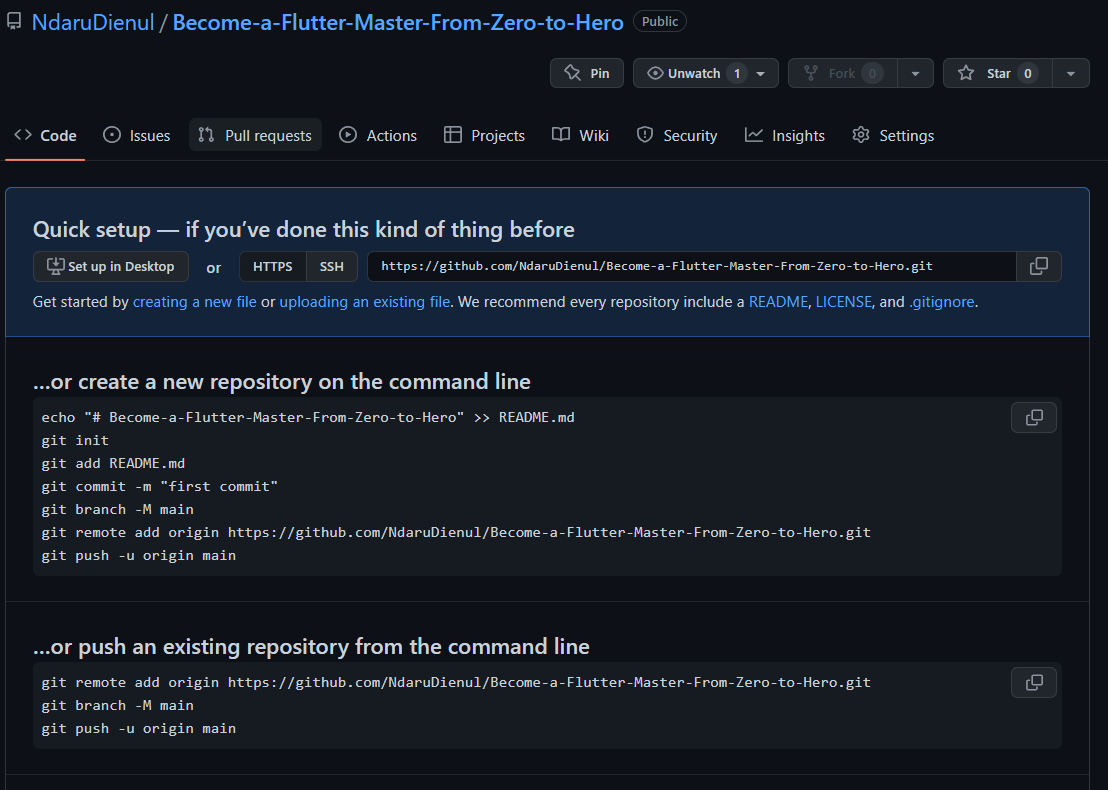 NdaruDienul / Become-a-Flutter-Master-From-Zero-to-Hero Public
Pin Unwatch 1 Fork 0 Star 0
Code Issues Pull requests Actions Projects Wiki Security Insights Settings
Quick setup — if you’ve done this kind of thing before
Set up in Desktop or HTTPS SSH https://github.com/NdaruDienul/Become-a-Flutter-Master-From-Zero-to-Hero.git
Get started by creating a new file or uploading an existing file. We recommend every repository include a README, LICENSE, and .gitignore.
…or create a new repository on the command line
echo "# Become-a-Flutter-Master-From-Zero-to-Hero" >> README.md
git init
git add README.md
git commit -m "first commit"
git branch -M main
git remote add origin https://github.com/NdaruDienul/Become-a-Flutter-Master-From-Zero-to-Hero.git
git push -u origin main
…or push an existing repository from the command line
git remote add origin https://github.com/NdaruDienul/Become-a-Flutter-Master-From-Zero-to-Hero.git
git branch -M main
git push -u origin main